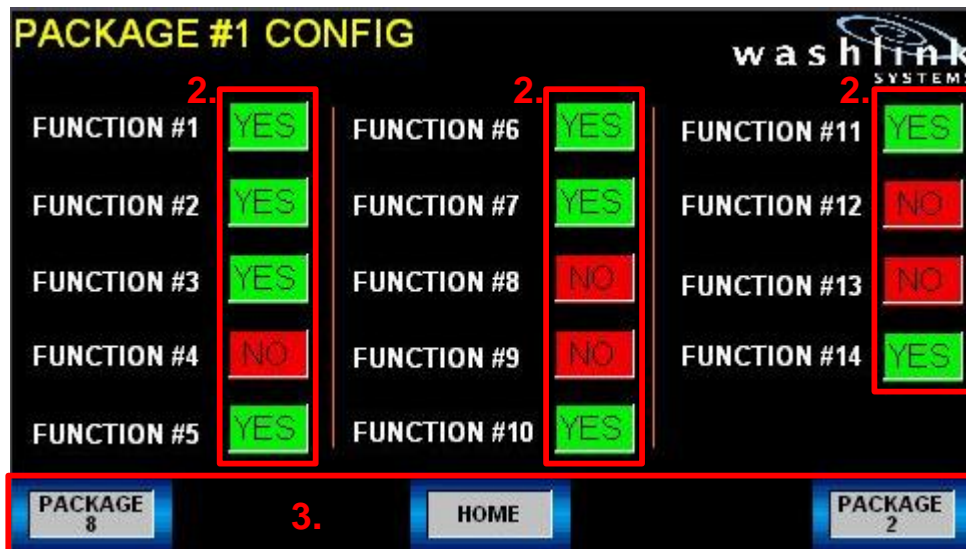 PACKAGE #1 CONFIG
washlink
SYSTEMS
2.
2.
2.
FUNCTION #1 YES
FUNCTION #2 YES
FUNCTION #3 YES
FUNCTION #4 NO
FUNCTION #5 YES
FUNCTION #6 YES
FUNCTION #7 YES
FUNCTION #8 NO
FUNCTION #9 NO
FUNCTION #10 YES
FUNCTION #11 YES
FUNCTION #12 NO
FUNCTION #13 NO
FUNCTION #14 YES
PACKAGE
8
3.
HOME
PACKAGE
2